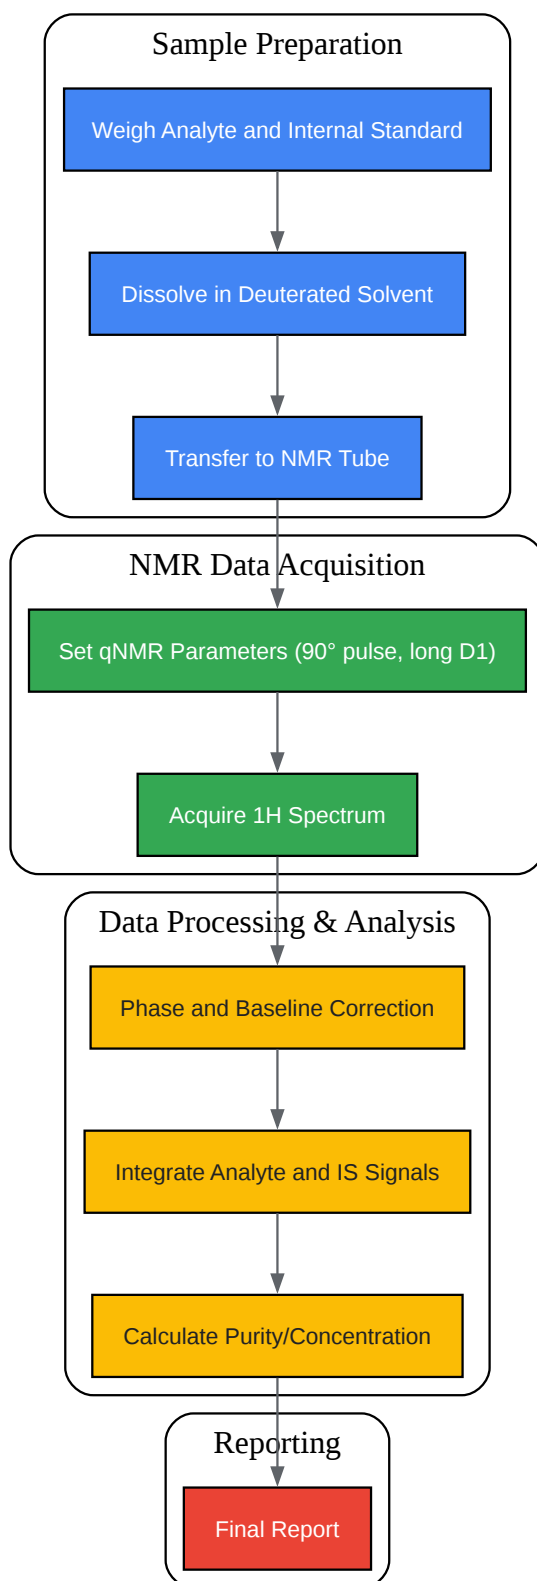 Sample Preparation
Weigh Analyte and Internal Standard
Dissolve in Deuterated Solvent
Transfer to NMR Tube
NMR Data Acquisition
Set qNMR Parameters (90° pulse, long D1)
Acquire 1H Spectrum
Data Processing & Analysis
Phase and Baseline Correction
Integrate Analyte and IS Signals
Calculate Purity/Concentration
Reporting
Final Report